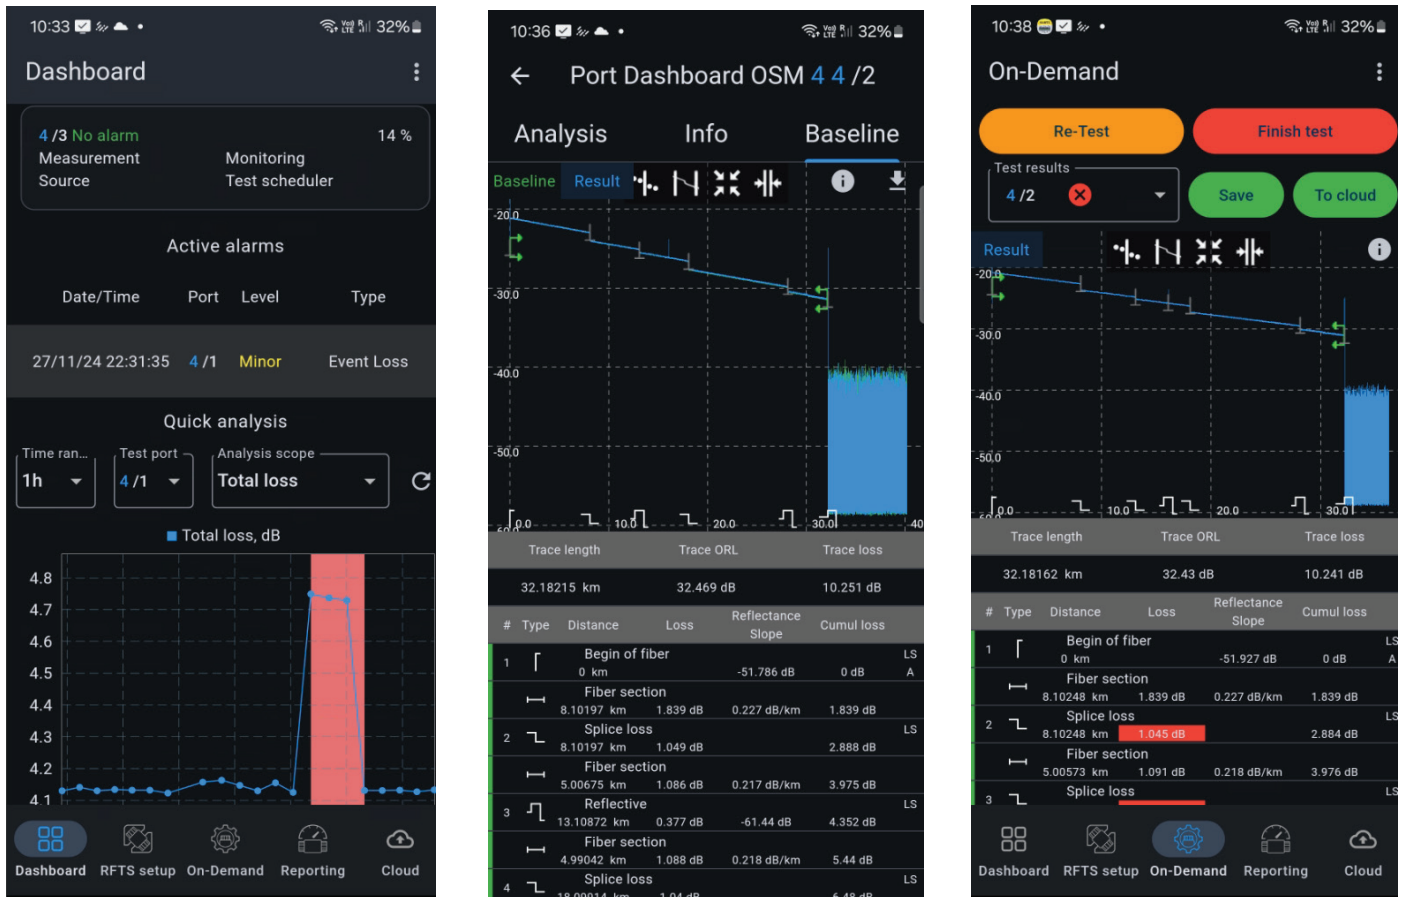 10:33
VoI) R
LTE 32%
Dashboard
4 /3 No alarm 14 %
Measurement Monitoring
Source Test scheduler
Active alarms
Date/Time Port Level Type
27/11/24 22:31:35 4 /1 Minor Event Loss
Quick analysis
Time ran... Test port Analysis scope
1h 4 /1 Total loss
Total loss, dB
4.8
4.7
4.6
4.5
4.4
4.3
4.2
4.1
Dashboard RFTS setup On-Demand Reporting Cloud
10:36
VoI) R
LTE 32%
Port Dashboard OSM 4 4 /2
Analysis Info Baseline
Baseline Result
-20.0
-30.0
-40.0
-50.0
0.0 10.0 20.0 30.0 40
Trace length Trace ORL Trace loss
32.18215 km 32.469 dB 10.251 dB
# Type Distance Loss Reflectance Cumul loss
Slope
Begin of fiber LS
1 0 km -51.786 dB 0 dB A
Fiber section
8.10197 km 1.839 dB 0.227 dB/km 1.839 dB
Splice loss LS
2 8.10197 km 1.049 dB 2.888 dB
Fiber section
5.00675 km 1.086 dB 0.217 dB/km 3.975 dB
Reflective LS
3 13.10872 km 0.377 dB -61.44 dB 4.352 dB
Fiber section
4.99042 km 1.088 dB 0.218 dB/km 5.44 dB
Splice loss LS
4 18.09914 km 1.04 dB 6.48 dB
10:38
VoI) R
LTE 32%
On-Demand
Re-Test Finish test
Test results
4 /2 Save To cloud
Result
-20.0
-30.0
-40.0
-50.0
0.0 10.0 20.0 30.0
Trace length Trace ORL Trace loss
32.18162 km 32.43 dB 10.241 dB
# Type Distance Loss Reflectance Cumul loss
Slope
Begin of fiber LS
1 0 km -51.927 dB 0 dB A
Fiber section
8.10248 km 1.839 dB 0.227 dB/km 1.839 dB
Splice loss LS
2 8.10248 km 1.045 dB 2.884 dB
Fiber section
5.00573 km 1.091 dB 0.218 dB/km 3.976 dB
Splice loss LS
3
Dashboard RFTS setup On-Demand Reporting Cloud